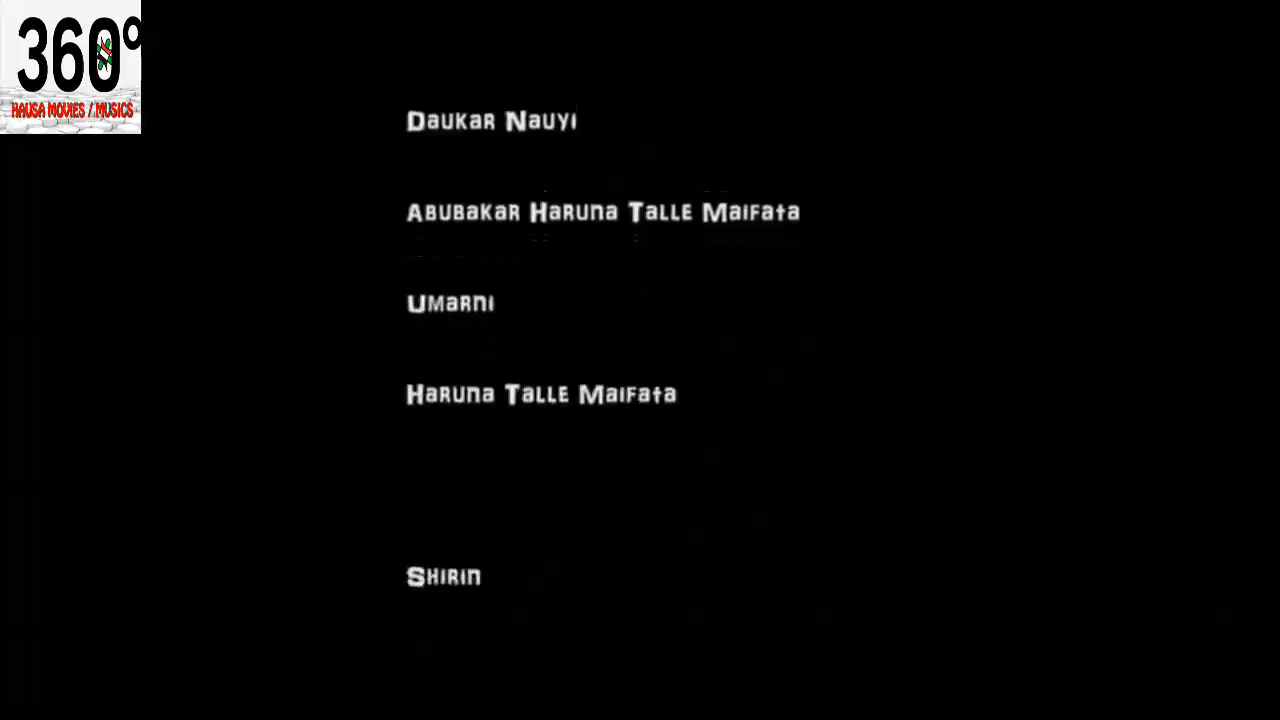 360°
HAUSA MOVIES / MUSICS
Daukar Nauyi
Abubakar Haruna Talle Maifata
Umarni
Haruna Talle Maifata
Shirin